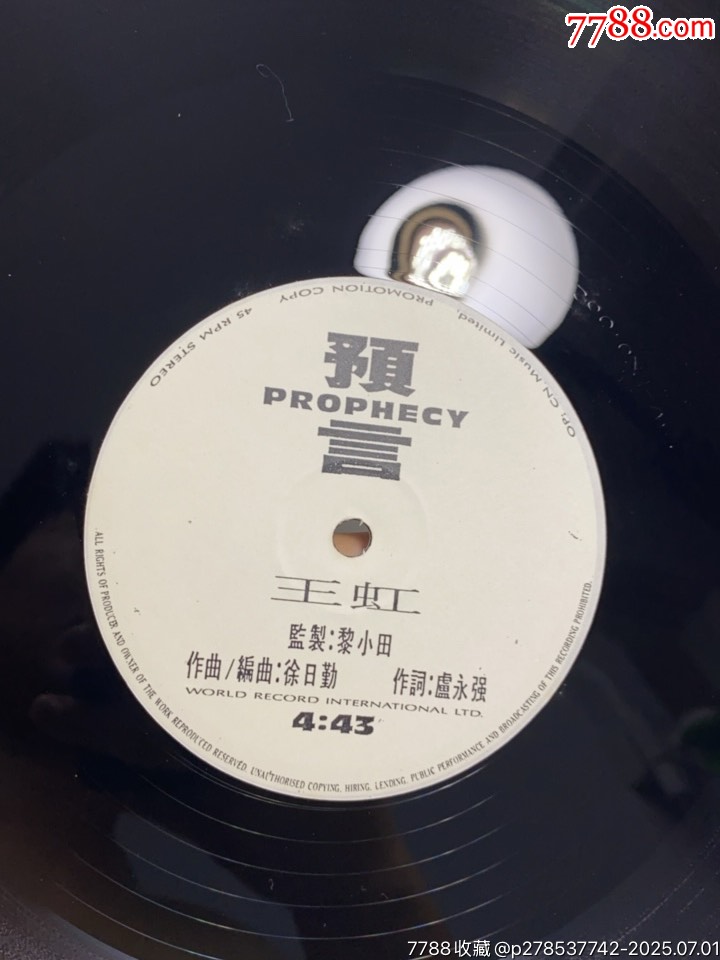 7788.com
45 RPM STEREO
PROMOTION COPY
OP: CN Music Limited.
預
PROPHECY
言
王虹
監製:黎小田
作曲/編曲:徐日勤 作詞:盧永强
WORLD RECORD INTERNATIONAL LTD.
4:43
ALL RIGHTS OF PRODUCER, AND OWNER OF THE WORK REPRODUCED RESERVED. UNAUTHORISED COPYING, HIRING, LENDING, PUBLIC PERFORMANCE AND BROADCASTING OF THIS RECORDING PROHIBITED.
7788收藏@p278537742-2025.07.01